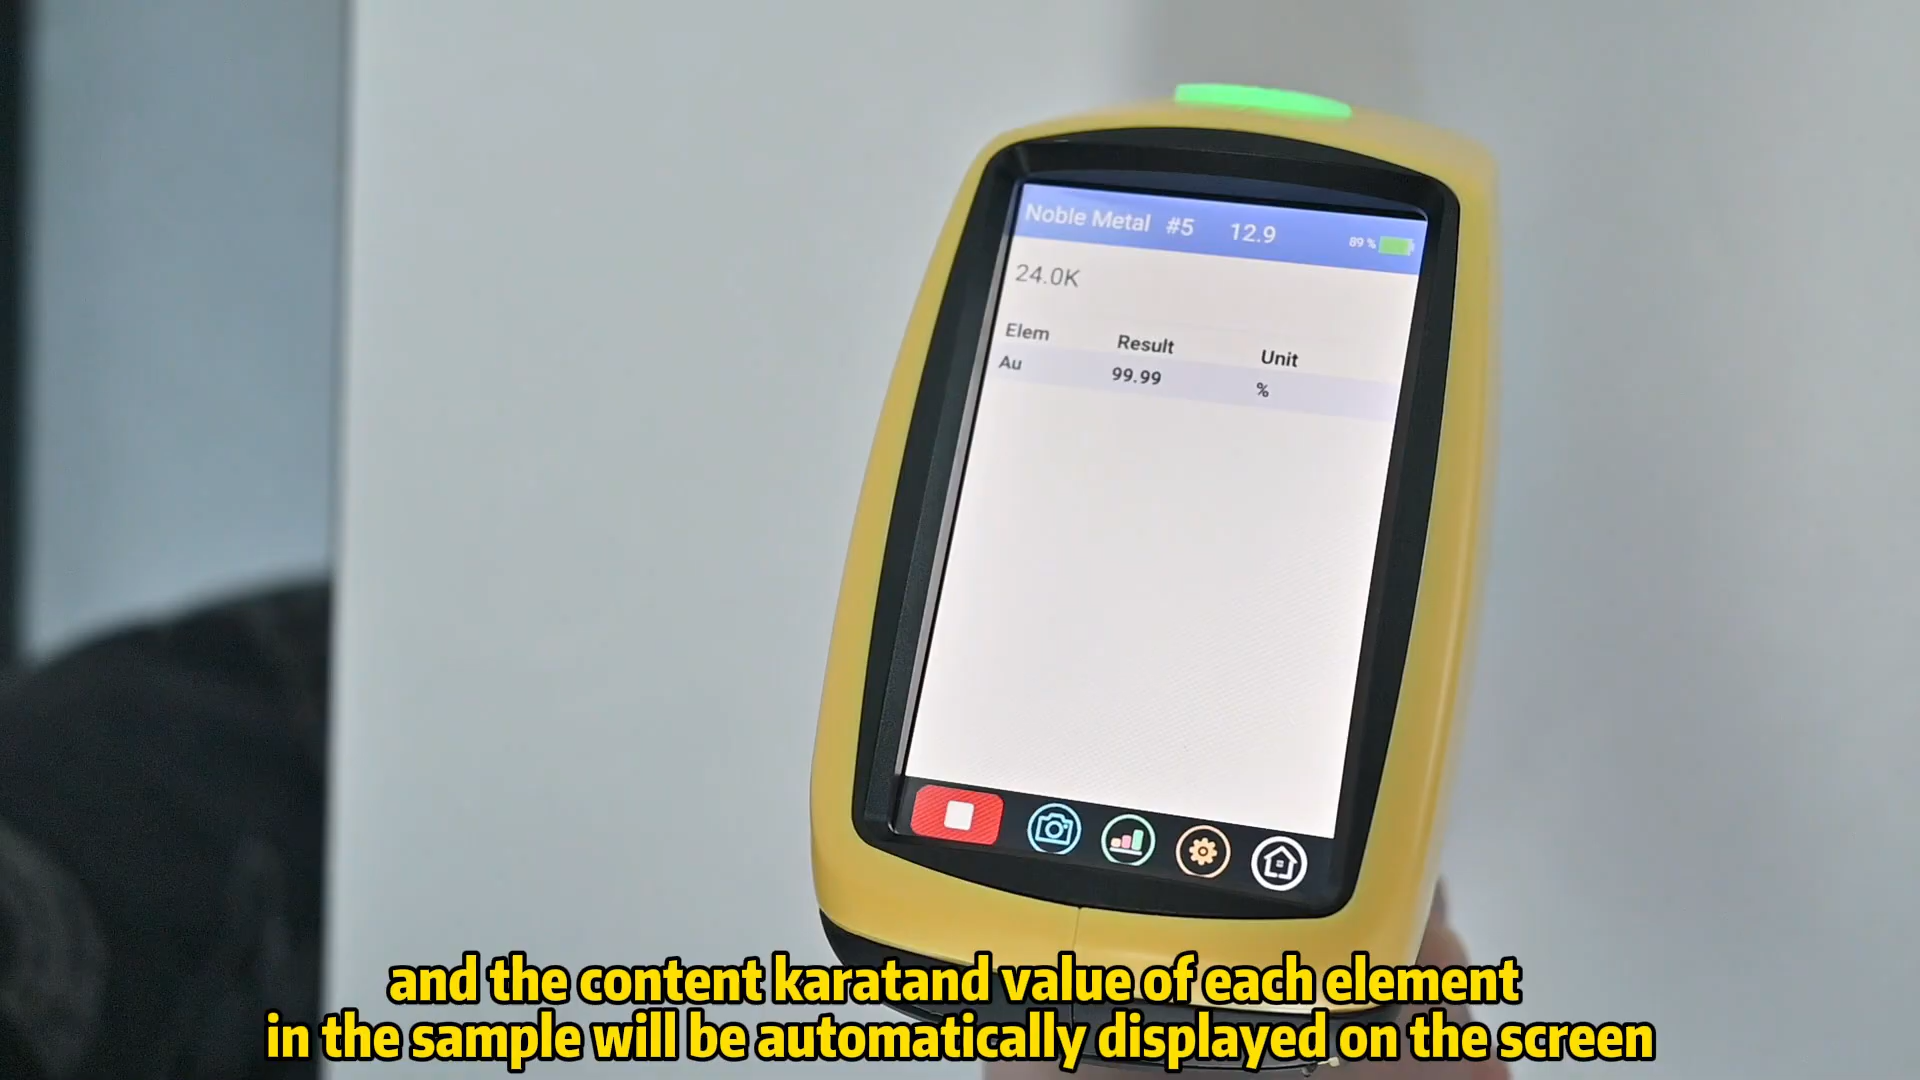 Noble Metal #5 12.9 89 %
24.0K
Elem Result Unit
Au 99.99 %
and the content karatand value of each element
in the sample will be automatically displayed on the screen